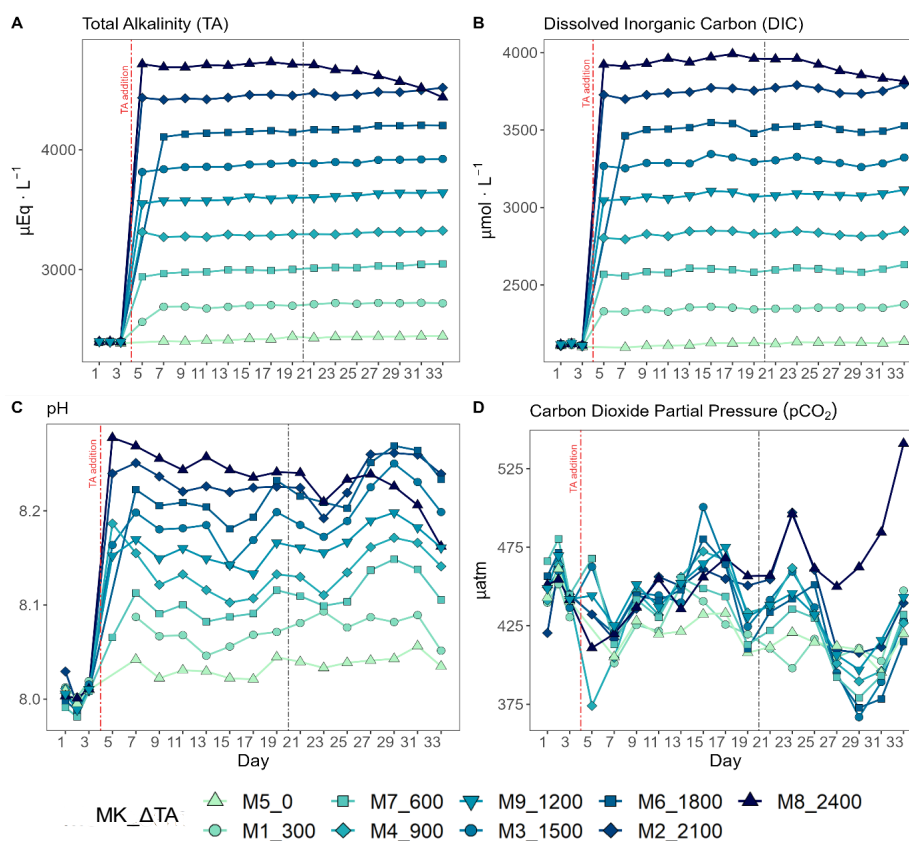 A Total Alkalinity (TA)
B Dissolved Inorganic Carbon (DIC)
TA addition
TA addition
µEq · L⁻¹
µmol · L⁻¹
4000
3000
4000
3500
3000
2500
1 3 5 7 9 11 13 15 17 19 21 23 25 27 29 31 33
1 3 5 7 9 11 13 15 17 19 21 23 25 27 29 31 33
C pH
D Carbon Dioxide Partial Pressure (pCO₂)
TA addition
TA addition
µatm
8.2
8.1
8.0
525
475
425
375
1 3 5 7 9 11 13 15 17 19 21 23 25 27 29 31 33
1 3 5 7 9 11 13 15 17 19 21 23 25 27 29 31 33
Day
Day
MK_ΔTA
M5_0 M7_600 M9_1200 M6_1800 M8_2400
M1_300 M4_900 M3_1500 M2_2100